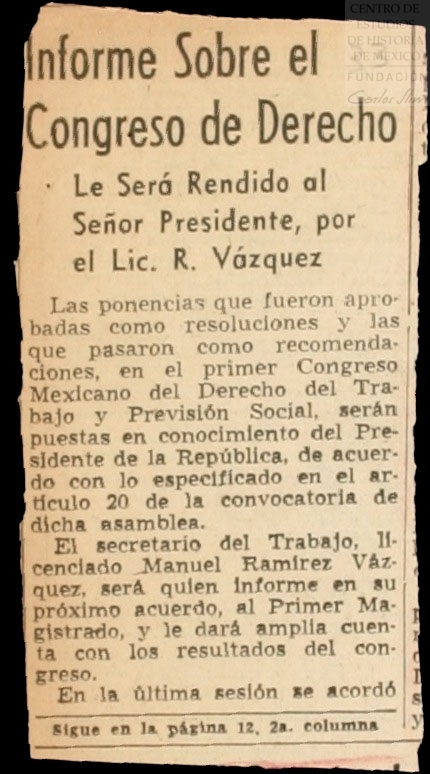 CENTRO DE
ESTUDIOS
DE HISTORIA
DE MEXICO
FUNDACIÓN
Carlos Slim
Informe Sobre el
Congreso de Derecho
Le Será Rendido al
Señor Presidente, por
el Lic. R. Vázquez
Las ponencias que fueron apro-
badas como resoluciones y las
que pasaron como recomenda-
ciones, en el primer Congreso
Mexicano del Derecho del Tra-
bajo y Previsión Social, serán
puestas en conocimiento del Pre-
sidente de la República, de acuer-
do con lo especificado en el ar-
tículo 20 de la convocatoria de
dicha asamblea.
El secretario del Trabajo, li-
cenciado Manuel Ramírez Váz-
quez, será quien informe en su
próximo acuerdo, al Primer Ma-
gistrado, y le dará amplia cuen-
ta con los resultados del con-
greso.
En la última sesión se acordó
Sigue en la página 12, 2a. columna